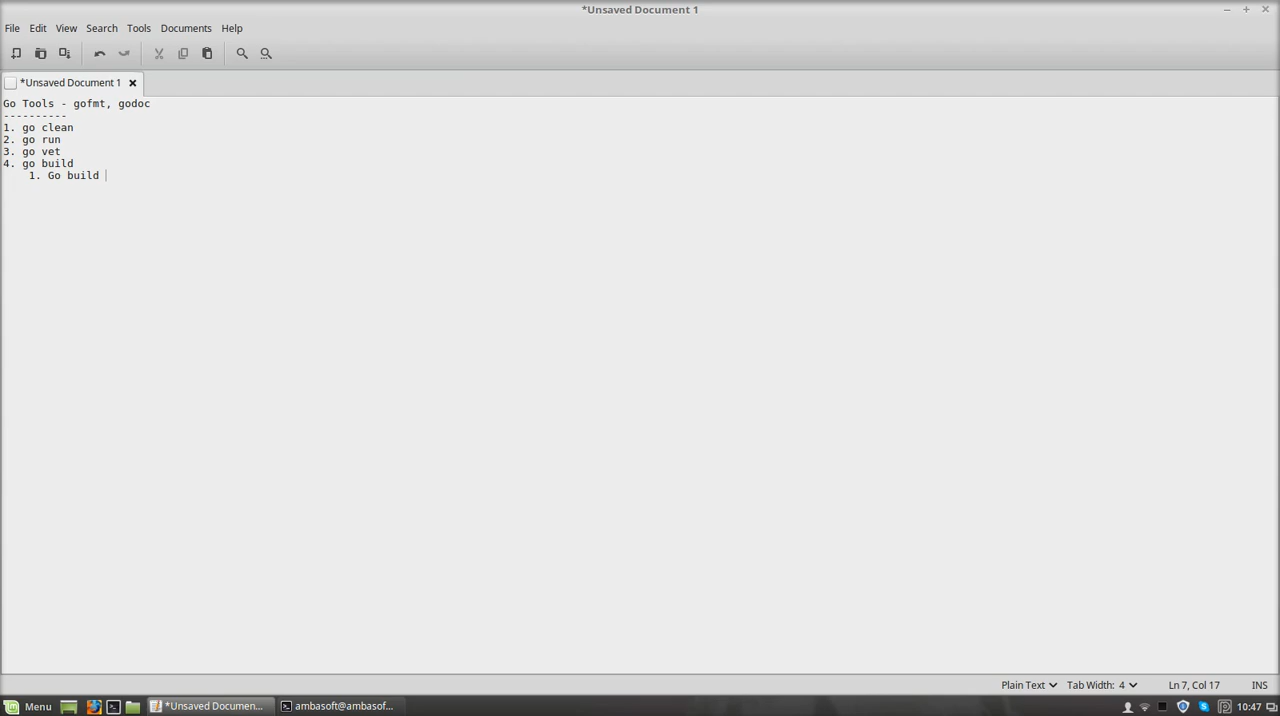 *Unsaved Document 1
File Edit View Search Tools Documents Help
*Unsaved Document 1
Go Tools - gofmt, godoc
----------
1. go clean
2. go run
3. go vet
4. go build
    1. Go build
Plain Text Tab Width: 4 Ln 7, Col 17 INS
Menu *Unsaved Documen... ambasoft@ambasof... 10:47